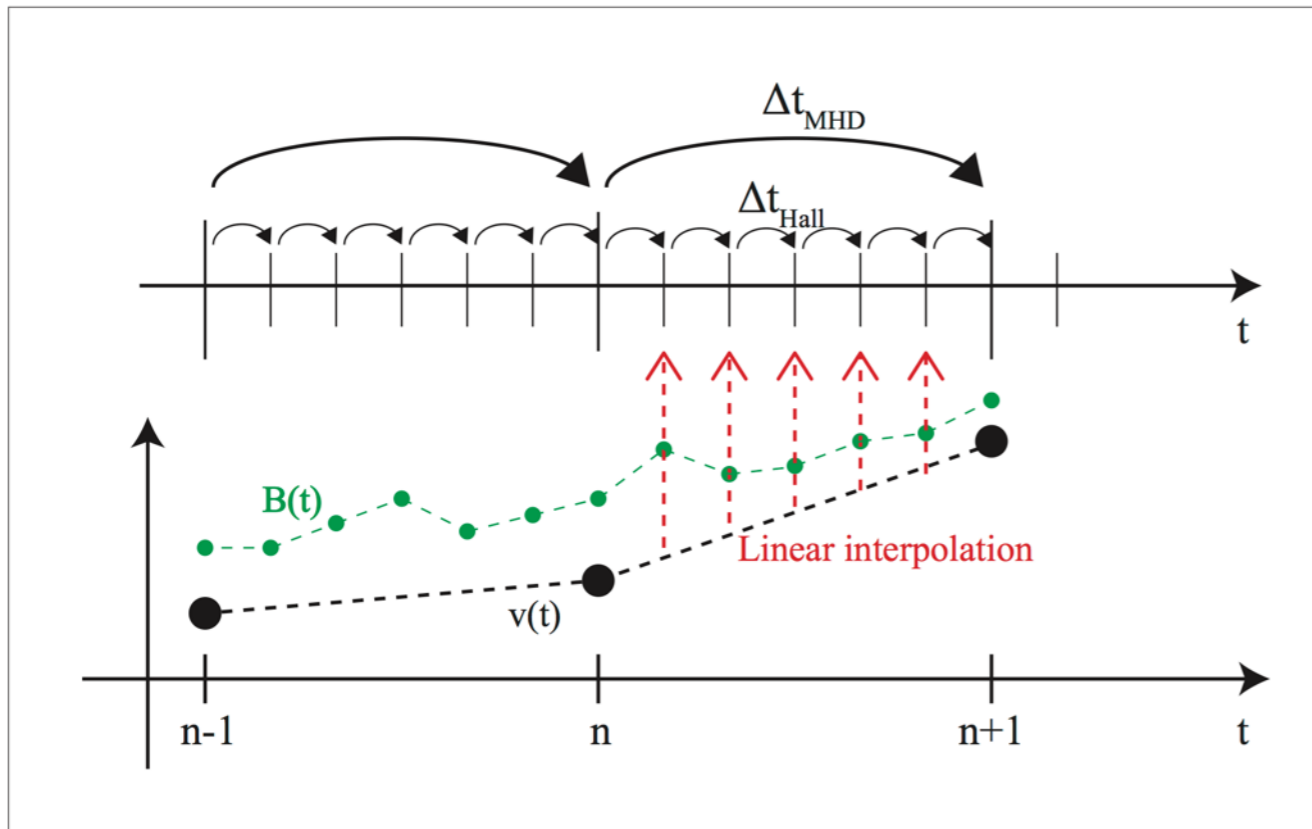 Δt_MHD
Δt_Hall
t
B(t)
Linear interpolation
v(t)
n-1 n n+1 t